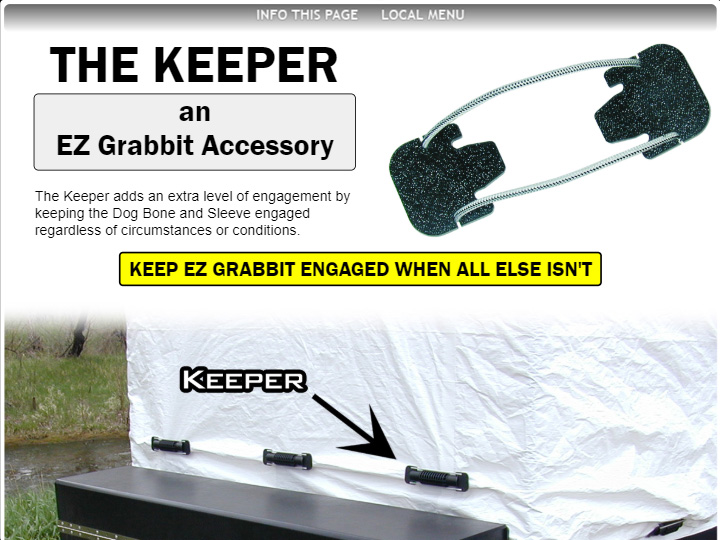 INFO THIS PAGE LOCAL MENU
THE KEEPER
an
EZ Grabbit Accessory
The Keeper adds an extra level of engagement by
keeping the Dog Bone and Sleeve engaged
regardless of circumstances or conditions.
KEEP EZ GRABBIT ENGAGED WHEN ALL ELSE ISN'T
KEEPER